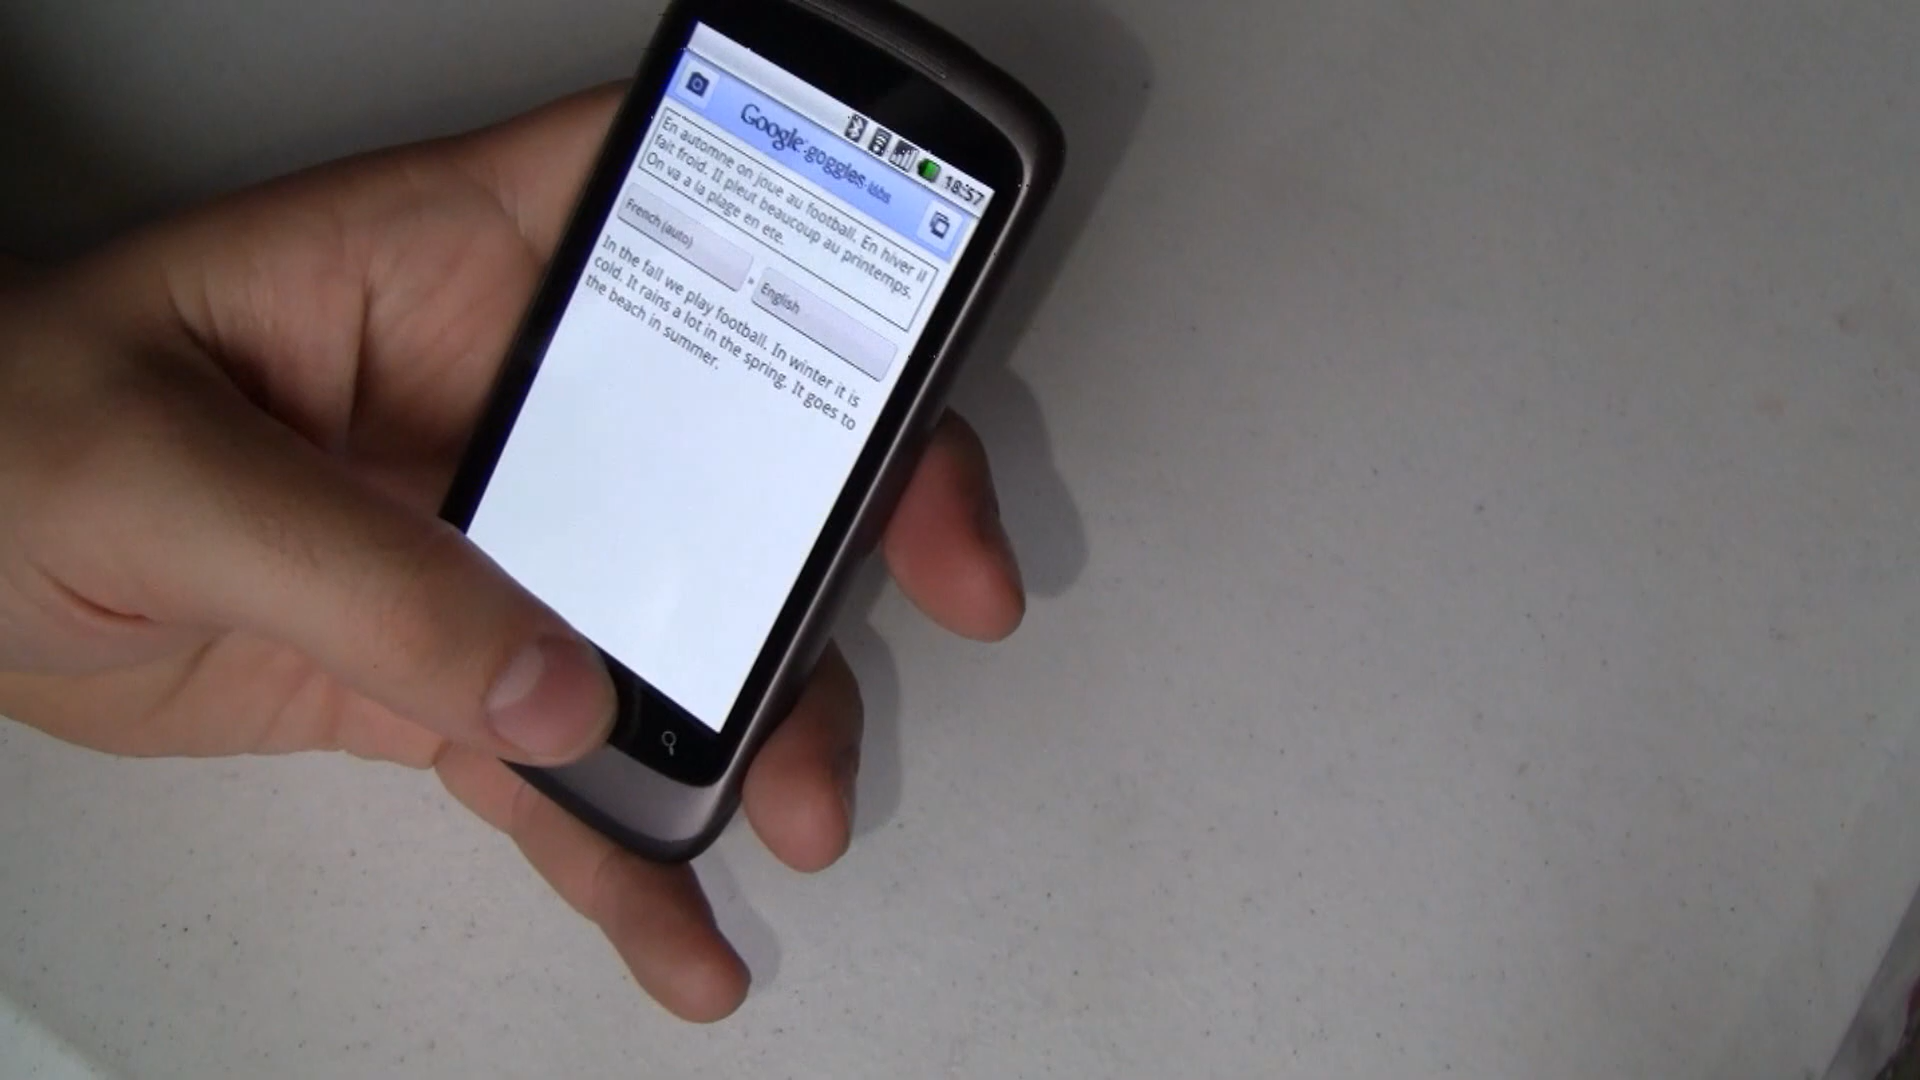 18:57
Google goggles labs
En automne on joue au football. En hiver il
fait froid. Il pleut beaucoup au printemps.
On va a la plage en ete.
French (auto) » English
In the fall we play football. In winter it is
cold. It rains a lot in the spring. It goes to
the beach in summer.